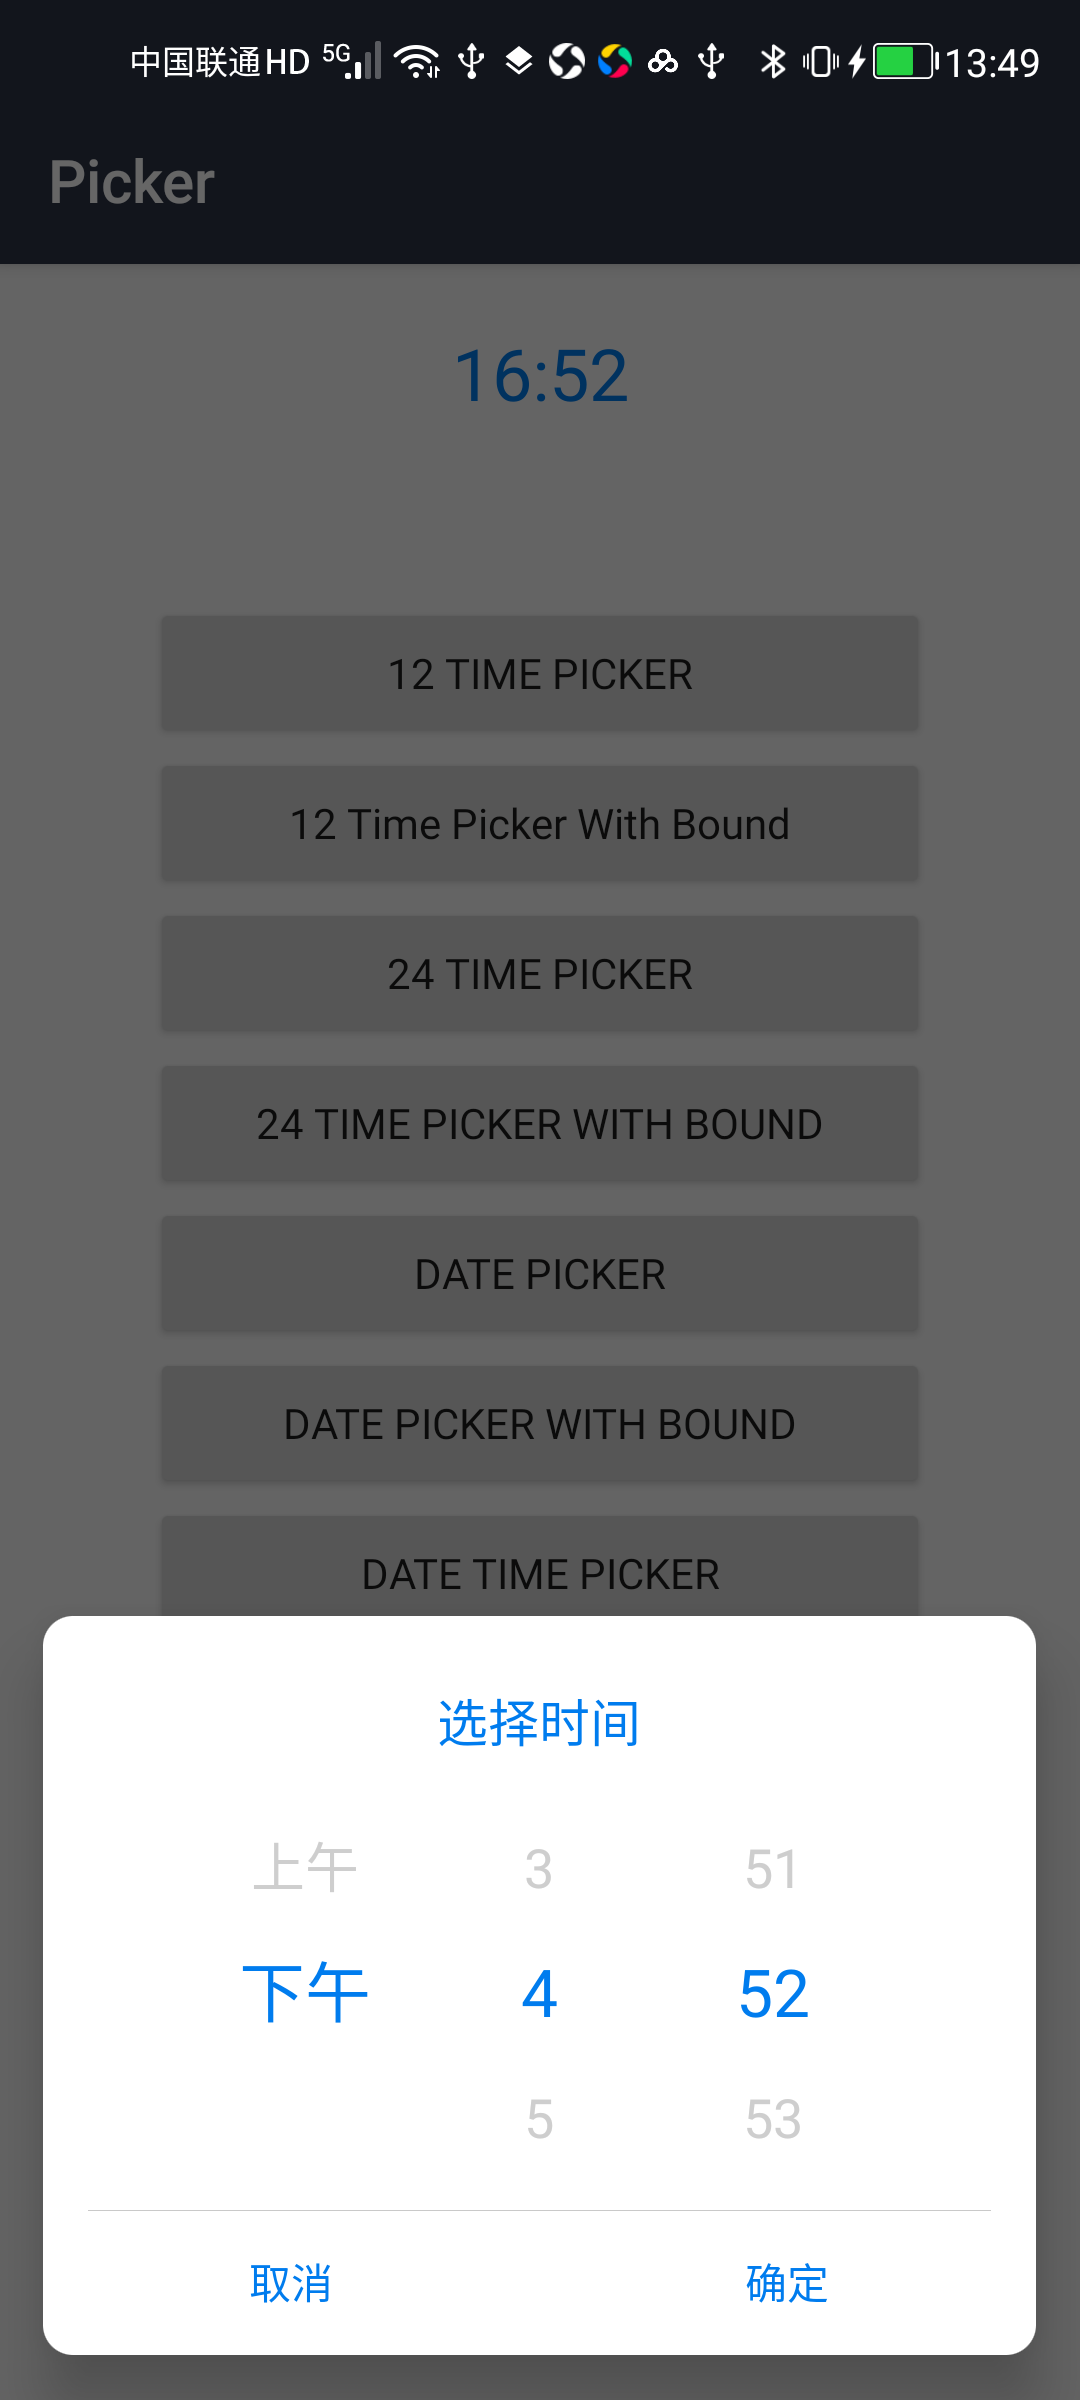 中国联通HD 5G 13:49
Picker
16:52
12 TIME PICKER
12 Time Picker With Bound
24 TIME PICKER
24 TIME PICKER WITH BOUND
DATE PICKER
DATE PICKER WITH BOUND
DATE TIME PICKER
选择时间
上午 3 51
下午 4 52
5 53
取消 确定